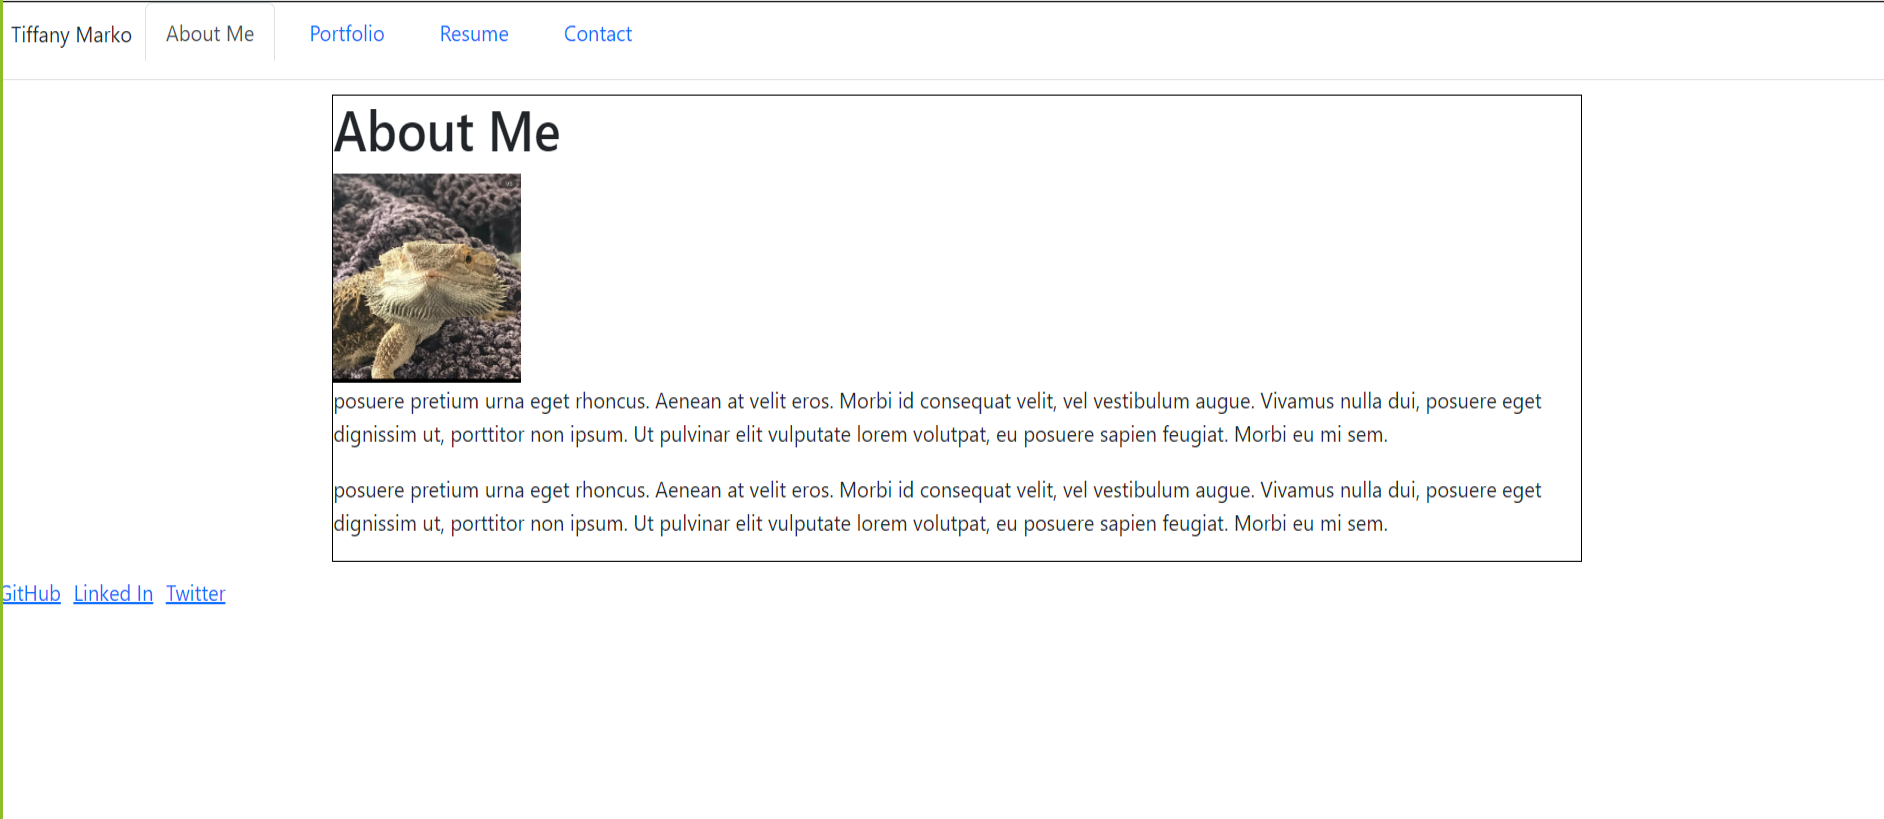 Tiffany Marko About Me Portfolio Resume Contact
About Me
posuere pretium urna eget rhoncus. Aenean at velit eros. Morbi id consequat velit, vel vestibulum augue. Vivamus nulla dui, posuere eget
dignissim ut, porttitor non ipsum. Ut pulvinar elit vulputate lorem volutpat, eu posuere sapien feugiat. Morbi eu mi sem.
posuere pretium urna eget rhoncus. Aenean at velit eros. Morbi id consequat velit, vel vestibulum augue. Vivamus nulla dui, posuere eget
dignissim ut, porttitor non ipsum. Ut pulvinar elit vulputate lorem volutpat, eu posuere sapien feugiat. Morbi eu mi sem.
GitHub Linked In Twitter